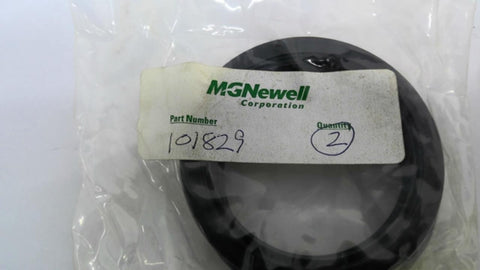 MGNewell
Corporation
Part Number Quantity
101829 2